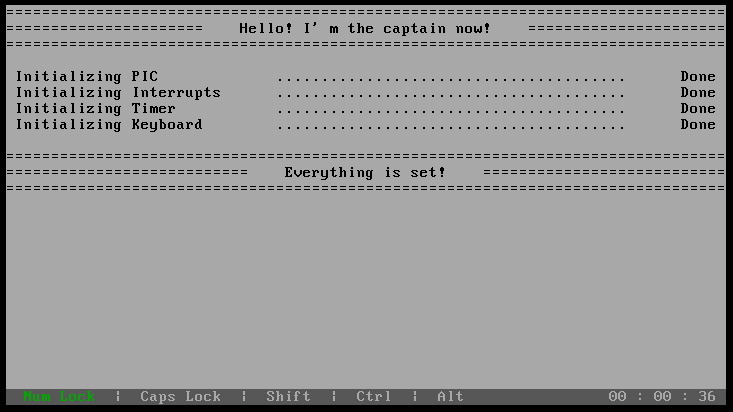 ===============================================================================
======================    Hello! I' m the captain now!    ======================
===============================================================================
Initializing PIC ....................................... Done
Initializing Interrupts ....................................... Done
Initializing Timer ....................................... Done
Initializing Keyboard ....................................... Done
===============================================================================
===========================    Everything is set!    ===========================
===============================================================================
Num Lock ¦ Caps Lock ¦ Shift ¦ Ctrl ¦ Alt 00 : 00 : 36